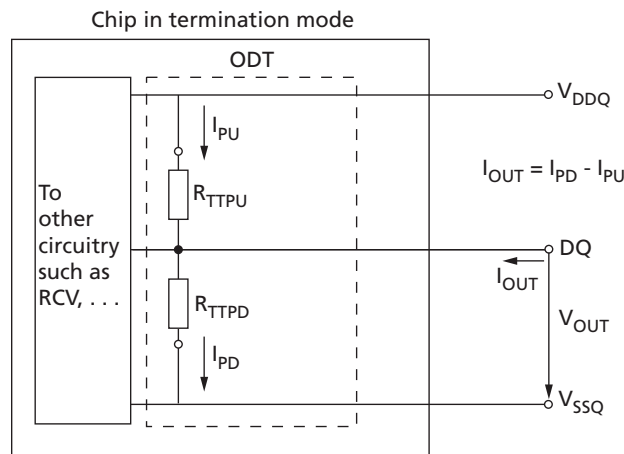 Chip in termination mode
ODT
V_DDQ
I_PU
I_OUT = I_PD - I_PU
To
other
circuitry
such as
RCV, . . .
R_TTPU
DQ
I_OUT
R_TTPD
V_OUT
I_PD
V_SSQ